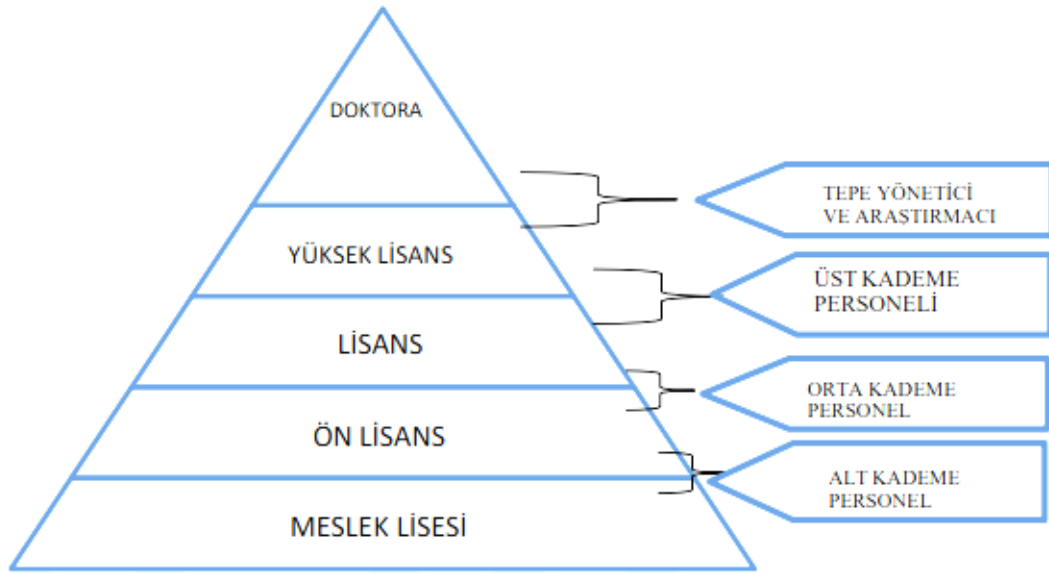 DOKTORA
YÜKSEK LİSANS
LİSANS
ÖN LİSANS
MESLEK LİSESİ
TEPE YÖNETİCİ
VE ARAŞTIRMACI
ÜST KADEME
PERSONELİ
ORTA KADEME
PERSONEL
ALT KADEME
PERSONEL